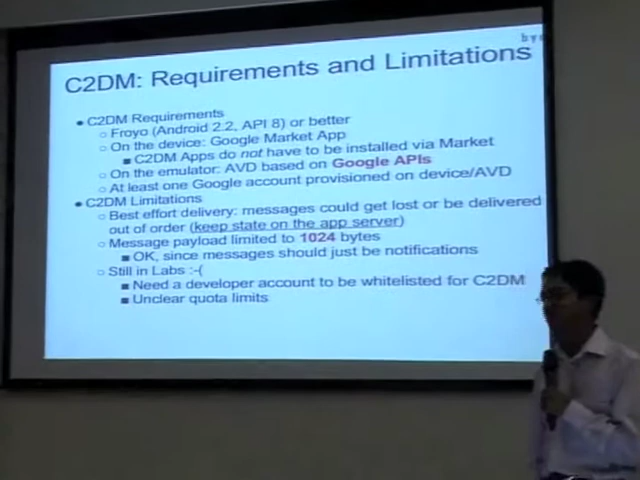 C2DM: Requirements and Limitations
● C2DM Requirements
○ Froyo (Android 2.2, API 8) or better
○ On the device: Google Market App
■ C2DM Apps do not have to be installed via Market
○ On the emulator: AVD based on Google APIs
○ At least one Google account provisioned on device/AVD
● C2DM Limitations
○ Best effort delivery: messages could get lost or be delivered
out of order (keep state on the app server)
○ Message payload limited to 1024 bytes
■ OK, since messages should just be notifications
○ Still in Labs :-(
■ Need a developer account to be whitelisted for C2DM
■ Unclear quota limits